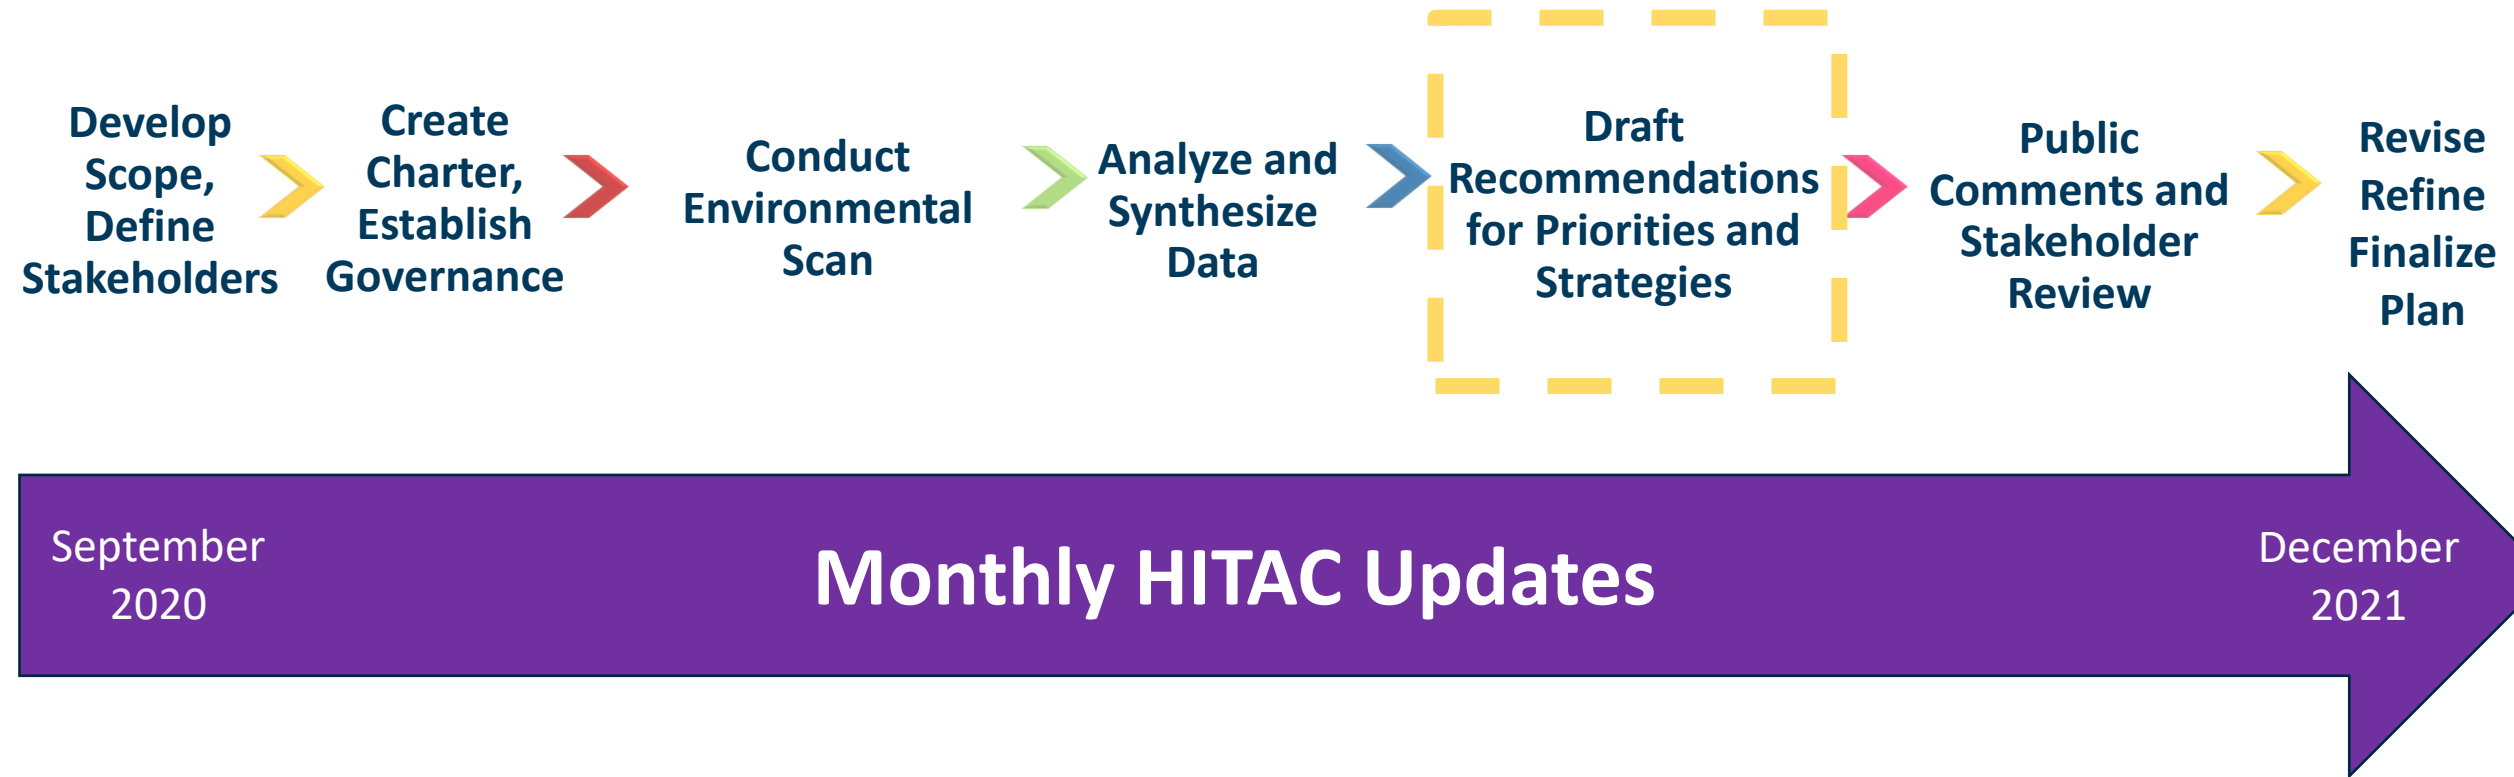 Develop
Scope,
Define
Stakeholders
Create
Charter,
Establish
Governance
Conduct
Environmental
Scan
Analyze and
Synthesize
Data
Draft
Recommendations
for Priorities and
Strategies
Public
Comments and
Stakeholder
Review
Revise
Refine
Finalize
Plan
September
2020
Monthly HITAC Updates
December
2021